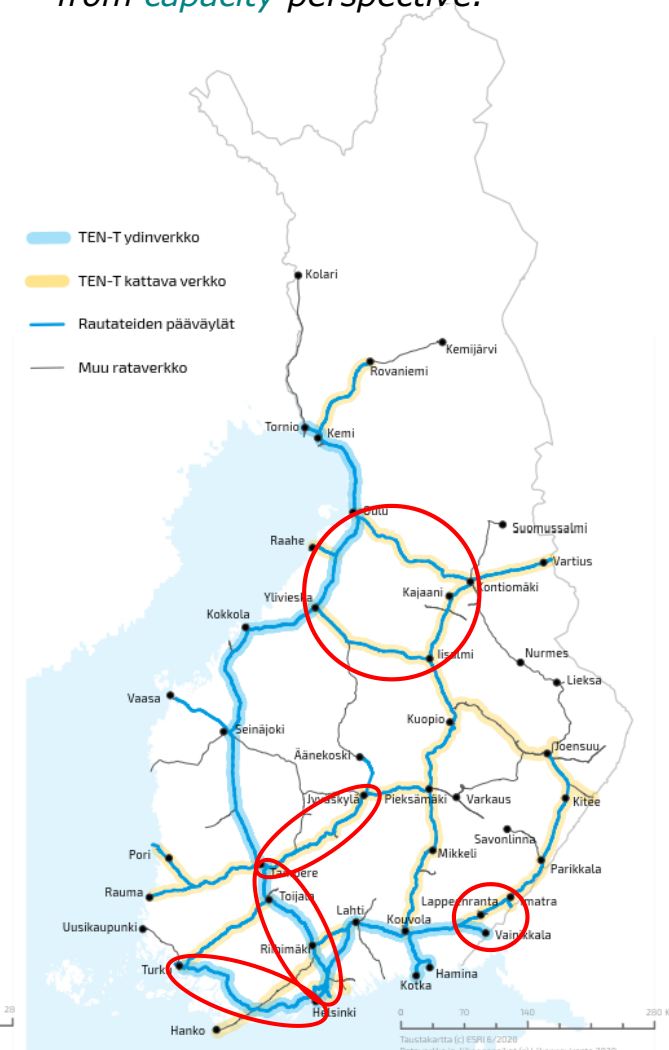 from capacity perspective.
TEN-T ydinverkko
TEN-T kattava verkko
Rautateiden pääväylät
Muu rataverkko
Kolari
Kemijärvi
Rovaniemi
Tornio
Kemi
Oulu
Suomussalmi
Raahe
Vartius
Kontiomäki
Kajaani
Ylivieska
Kokkola
Iisalmi
Nurmes
Lieksa
Vaasa
Kuopio
Seinäjoki
Joensuu
Äänekoski
Jyväskylä
Pieksämäki
Varkaus
Kitee
Savonlinna
Pori
Tampere
Mikkeli
Parikkala
Rauma
Toijala
Lappeenranta
Imatra
Lahti
Kouvola
Uusikaupunki
Riihimäki
Vainikkala
Turku
Hamina
Kotka
Helsinki
Hanko
28
0
70
140
280 K
Taustakartta (c) ESRI 6/2020